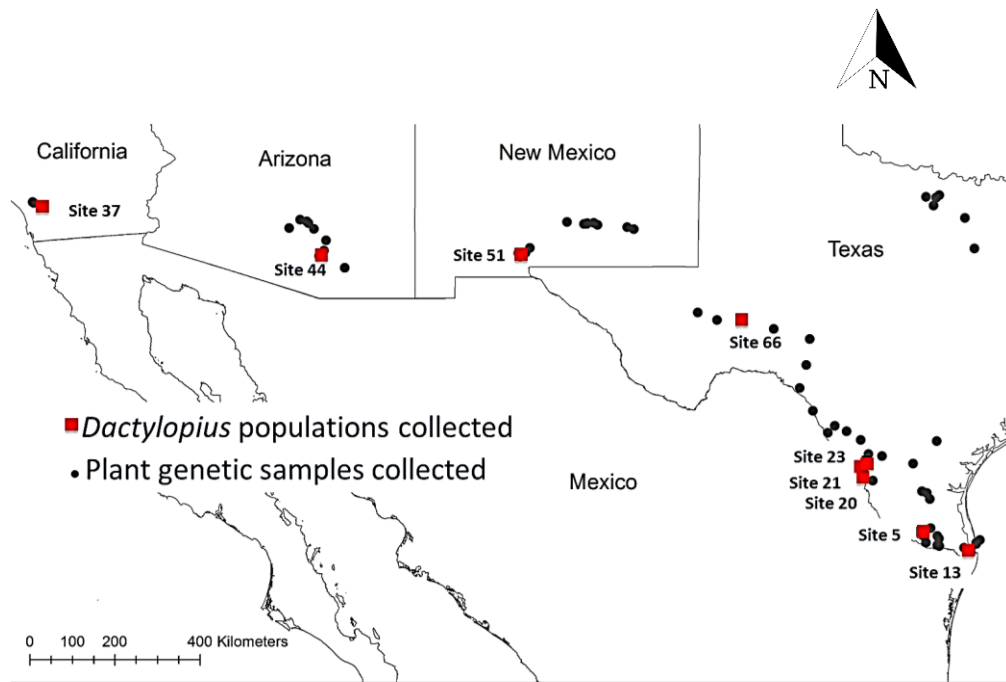 N
California
Arizona
New Mexico
Texas
Site 37
Site 44
Site 51
Site 66
Dactylopius populations collected
Plant genetic samples collected
Mexico
Site 23
Site 21
Site 20
Site 5
Site 13
0 100 200 400 Kilometers